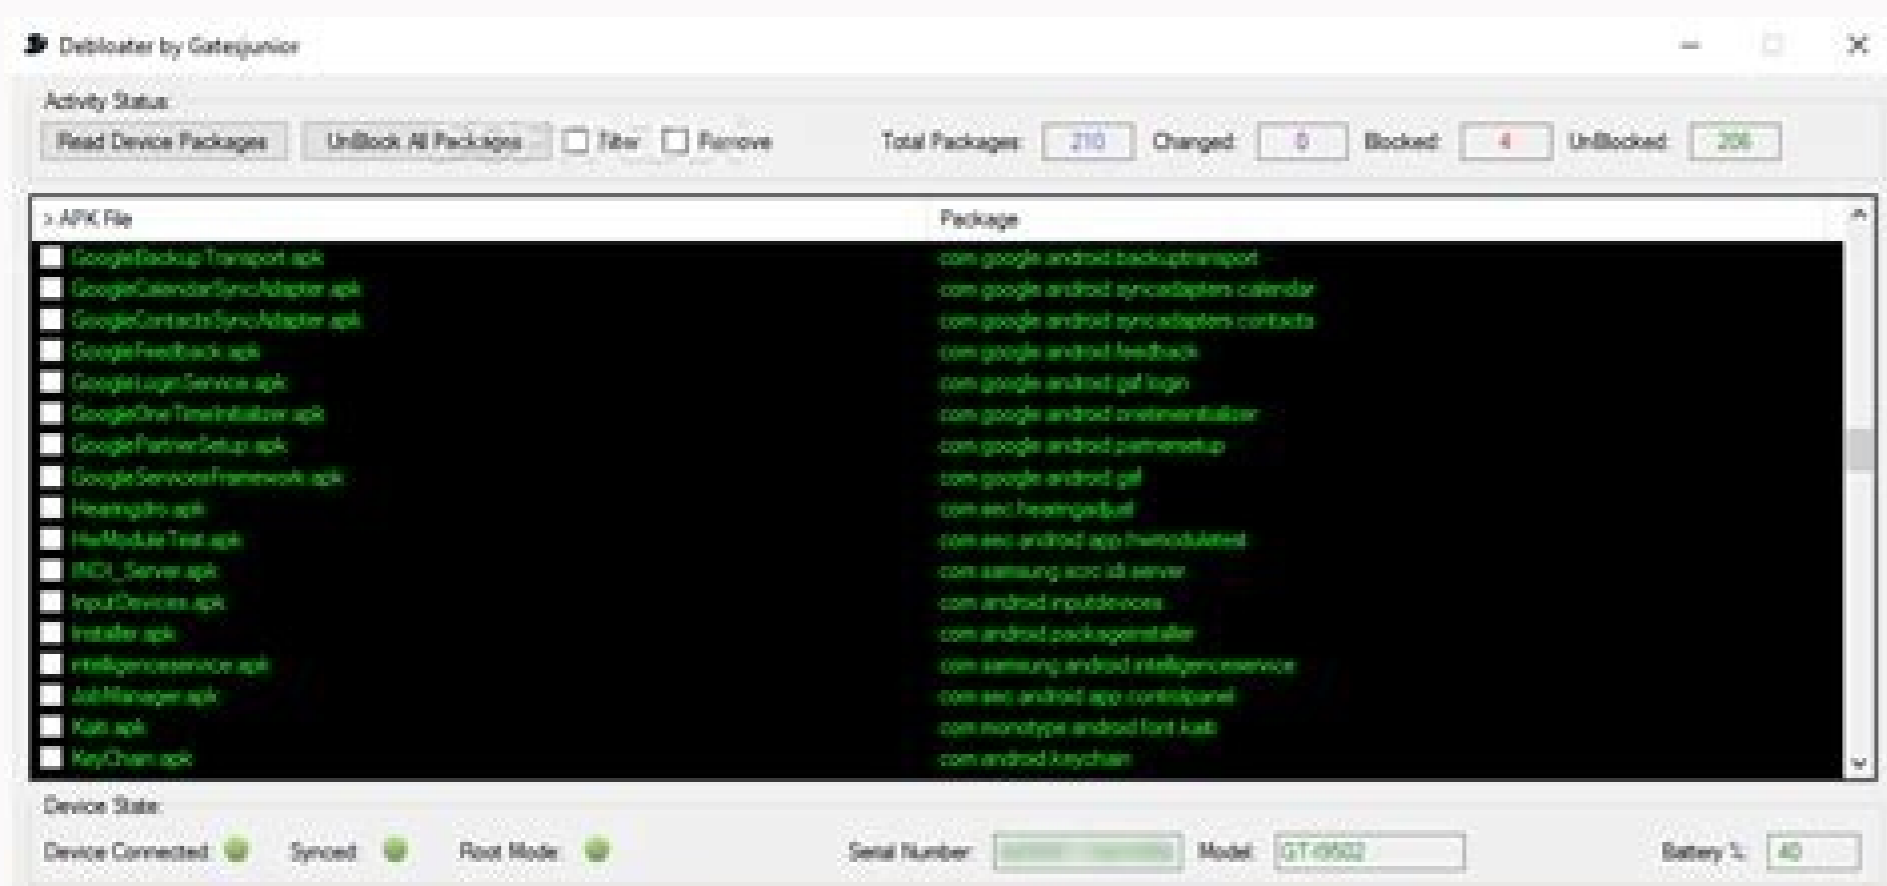 Debloater by Gatesjunior
Activity Status:
Read Device Packages UnBlock All Packages Filter Remove Total Packages: 210 Changed: 0 Blocked: 4 UnBlocked: 206
> APK File Package
GoogleBackupTransport.apk com.google.android.backuptransport
GoogleCalendarSyncAdapter.apk com.google.android.syncadapters.calendar
GoogleContactsSyncAdapter.apk com.google.android.syncadapters.contacts
GoogleFeedback.apk com.google.android.feedback
GoogleLoginService.apk com.google.android.gsf.login
GoogleOneTimeInitializer.apk com.google.android.onetimeinitializer
GooglePartnerSetup.apk com.google.android.partnersetup
GoogleServicesFramework.apk com.google.android.gsf
Hearingdro.apk com.sec.hearingadjust
HwModuleTest.apk com.sec.android.app.hwmoduletest
INDI_Server.apk
InputDevices.apk com.android.inputdevices
Installer.apk com.android.packageinstaller
intelligenceservice.apk com.samsung.android.intelligenceservice
JobManager.apk com.sec.android.app.controlpanel
Kaiti.apk com.monotype.android.font.kaiti
KeyChain.apk com.android.keychain
Device State:
Device Connected: Synced: Root Mode: Serial Number: Model: GT-I9502 Battery %: 40